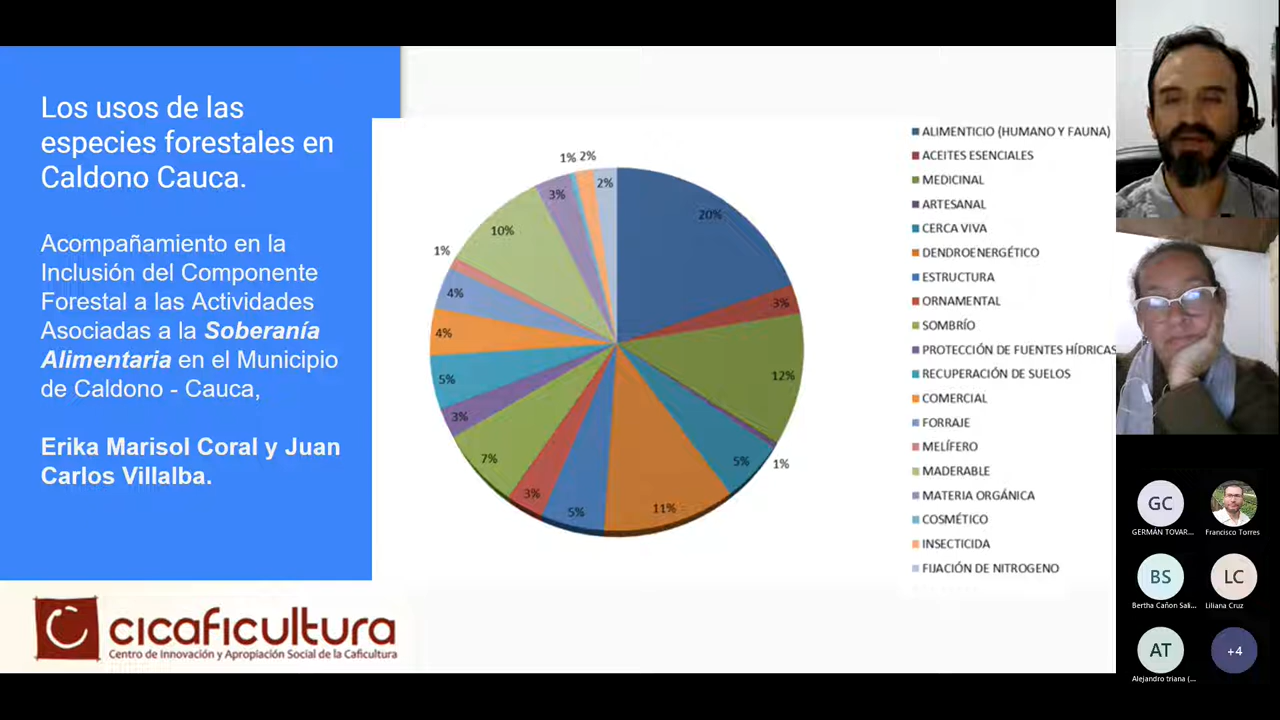 Los usos de las
especies forestales en
Caldono Cauca.
Acompañamiento en la
Inclusión del Componente
Forestal a las Actividades
Asociadas a la Soberanía
Alimentaria en el Municipio
de Caldono - Cauca,
Erika Marisol Coral y Juan
Carlos Villalba.
cicaficultura
Centro de Innovación y Apropiación Social de la Caficultura
1% 2%
2%
3%
20%
10%
1%
4%
3%
4%
12%
5%
3%
7%
5%
1%
3%
5%
11%
ALIMENTICIO (HUMANO Y FAUNA)
ACEITES ESENCIALES
MEDICINAL
ARTESANAL
CERCA VIVA
DENDROENERGÉTICO
ESTRUCTURA
ORNAMENTAL
SOMBRÍO
PROTECCIÓN DE FUENTES HÍDRICAS
RECUPERACIÓN DE SUELOS
COMERCIAL
FORRAJE
MELÍFERO
MADERABLE
MATERIA ORGÁNICA
COSMÉTICO
INSECTICIDA
FIJACIÓN DE NITROGENO
GC
GERMÁN TOVAR...
Francisco Torres
BS
Bertha Cañon Sali...
LC
Liliana Cruz
AT
Alejandro triana (...
+4